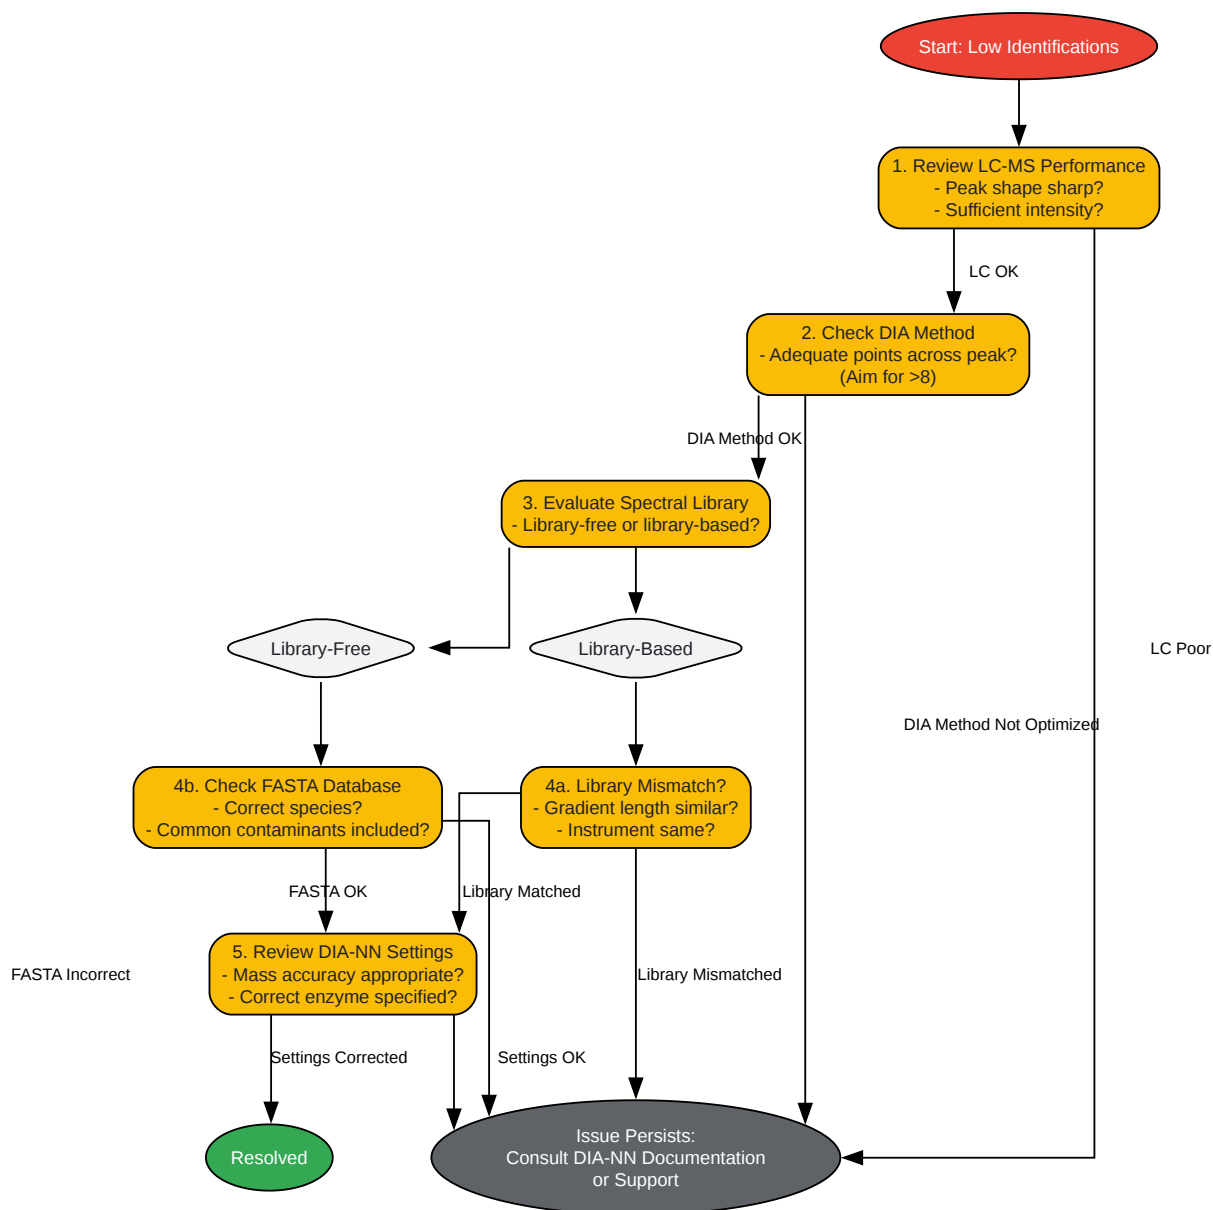 Start: Low Identifications
1. Review LC-MS Performance
- Peak shape sharp?
- Sufficient intensity?
LC OK
2. Check DIA Method
- Adequate points across peak?
(Aim for >8)
DIA Method OK
3. Evaluate Spectral Library
- Library-free or library-based?
Library-Free
Library-Based
LC Poor
DIA Method Not Optimized
4b. Check FASTA Database
- Correct species?
- Common contaminants included?
4a. Library Mismatch?
- Gradient length similar?
- Instrument same?
FASTA OK
Library Matched
5. Review DIA-NN Settings
- Mass accuracy appropriate?
- Correct enzyme specified?
FASTA Incorrect
Library Mismatched
Settings Corrected
Settings OK
Resolved
Issue Persists:
Consult DIA-NN Documentation
or Support